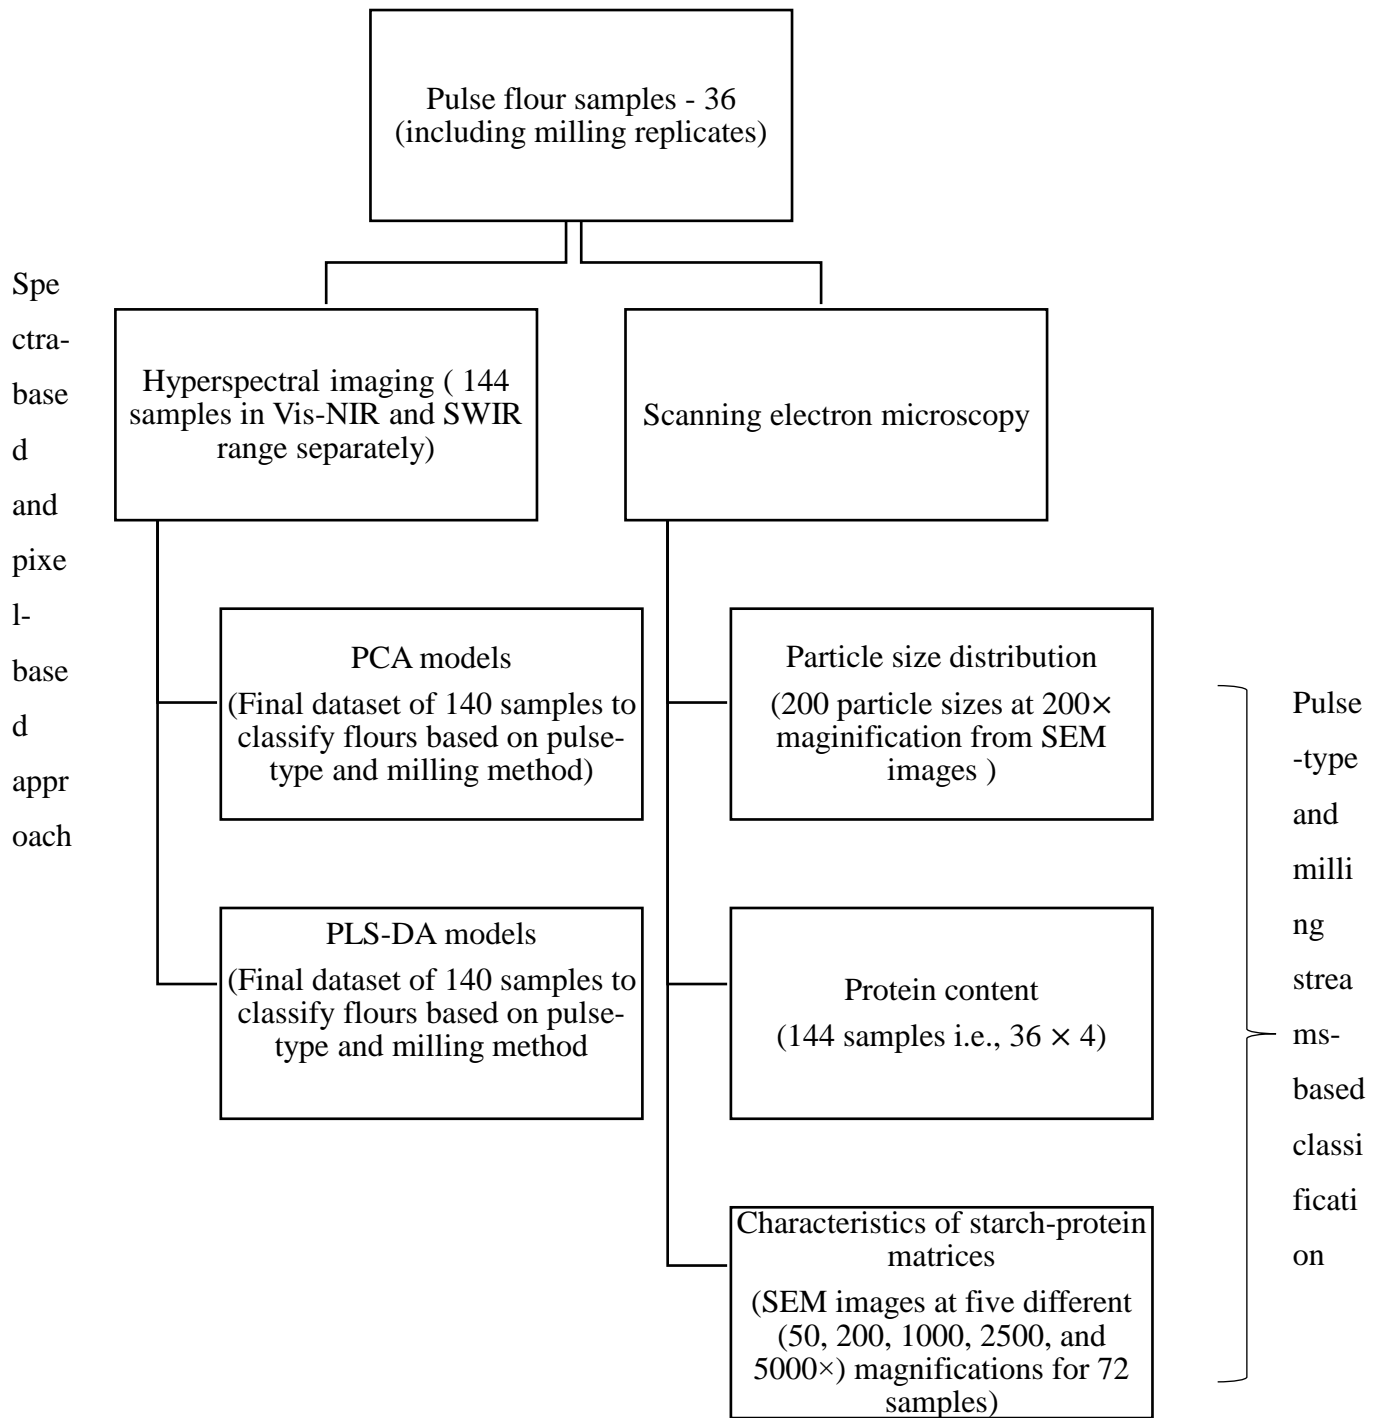 Pulse flour samples - 36
(including milling replicates)
Spe
ctra-
base
d
and
pixe
l-
base
d
appr
oach
Hyperspectral imaging ( 144
samples in Vis-NIR and SWIR
range separately)
Scanning electron microscopy
PCA models
(Final dataset of 140 samples to
classify flours based on pulse-
type and milling method)
Particle size distribution
(200 particle sizes at 200×
maginification from SEM
images )
PLS-DA models
(Final dataset of 140 samples to
classify flours based on pulse-
type and milling method
Protein content
(144 samples i.e., 36 × 4)
Characteristics of starch-protein
matrices
(SEM images at five different
(50, 200, 1000, 2500, and
5000×) magnifications for 72
samples)
Pulse
-type
and
milli
ng
strea
ms-
based
classi
ficati
on